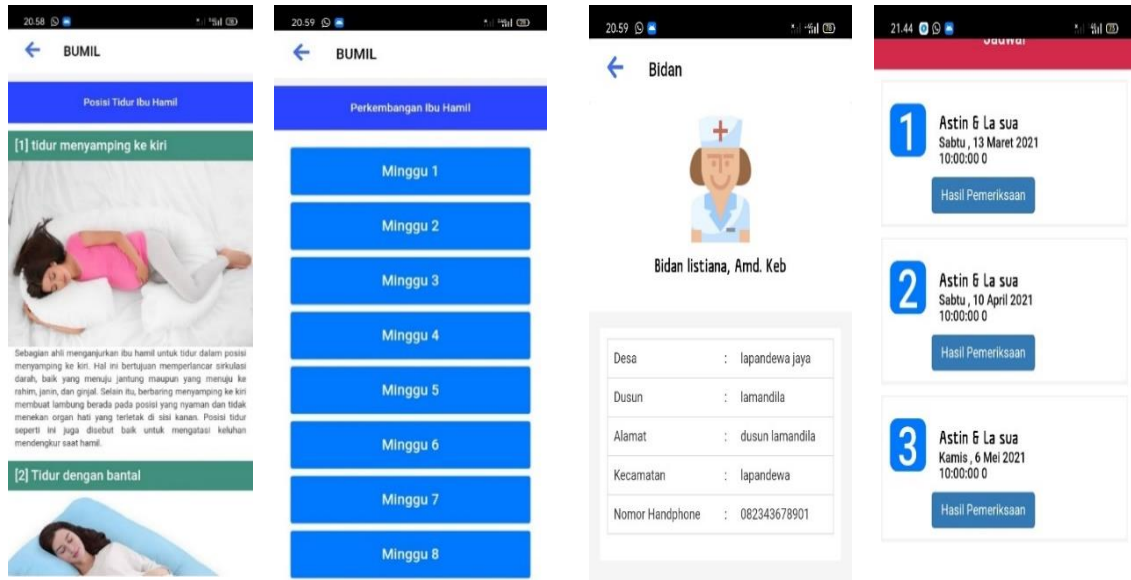 20.58
BUMIL
Posisi Tidur Ibu Hamil
[1] tidur menyamping ke kiri
Sebagian ahli menganjurkan ibu hamil untuk tidur dalam posisi
menyamping ke kiri. Hal ini bertujuan memperlancar sirkulasi
darah, baik yang menuju jantung maupun yang menuju ke
rahim, janin, dan ginjal. Selain itu, berbaring menyamping ke kiri
membuat lambung berada pada posisi yang nyaman dan tidak
menekan organ hati yang terletak di sisi kanan. Posisi tidur
seperti ini juga disebut baik untuk mengatasi keluhan
mendengkur saat hamil.
[2] Tidur dengan bantal
20.59
BUMIL
Perkembangan Ibu Hamil
Minggu 1
Minggu 2
Minggu 3
Minggu 4
Minggu 5
Minggu 6
Minggu 7
Minggu 8
20.59
Bidan
Bidan listiana, Amd. Keb
Desa : lapandewa jaya
Dusun : lamandila
Alamat : dusun lamandila
Kecamatan : lapandewa
Nomor Handphone : 082343678901
21.44
Jadwal
1
Astin & La sua
Sabtu , 13 Maret 2021
10:00:00 0
Hasil Pemeriksaan
2
Astin & La sua
Sabtu , 10 April 2021
10:00:00 0
Hasil Pemeriksaan
3
Astin & La sua
Kamis , 6 Mei 2021
10:00:00 0
Hasil Pemeriksaan